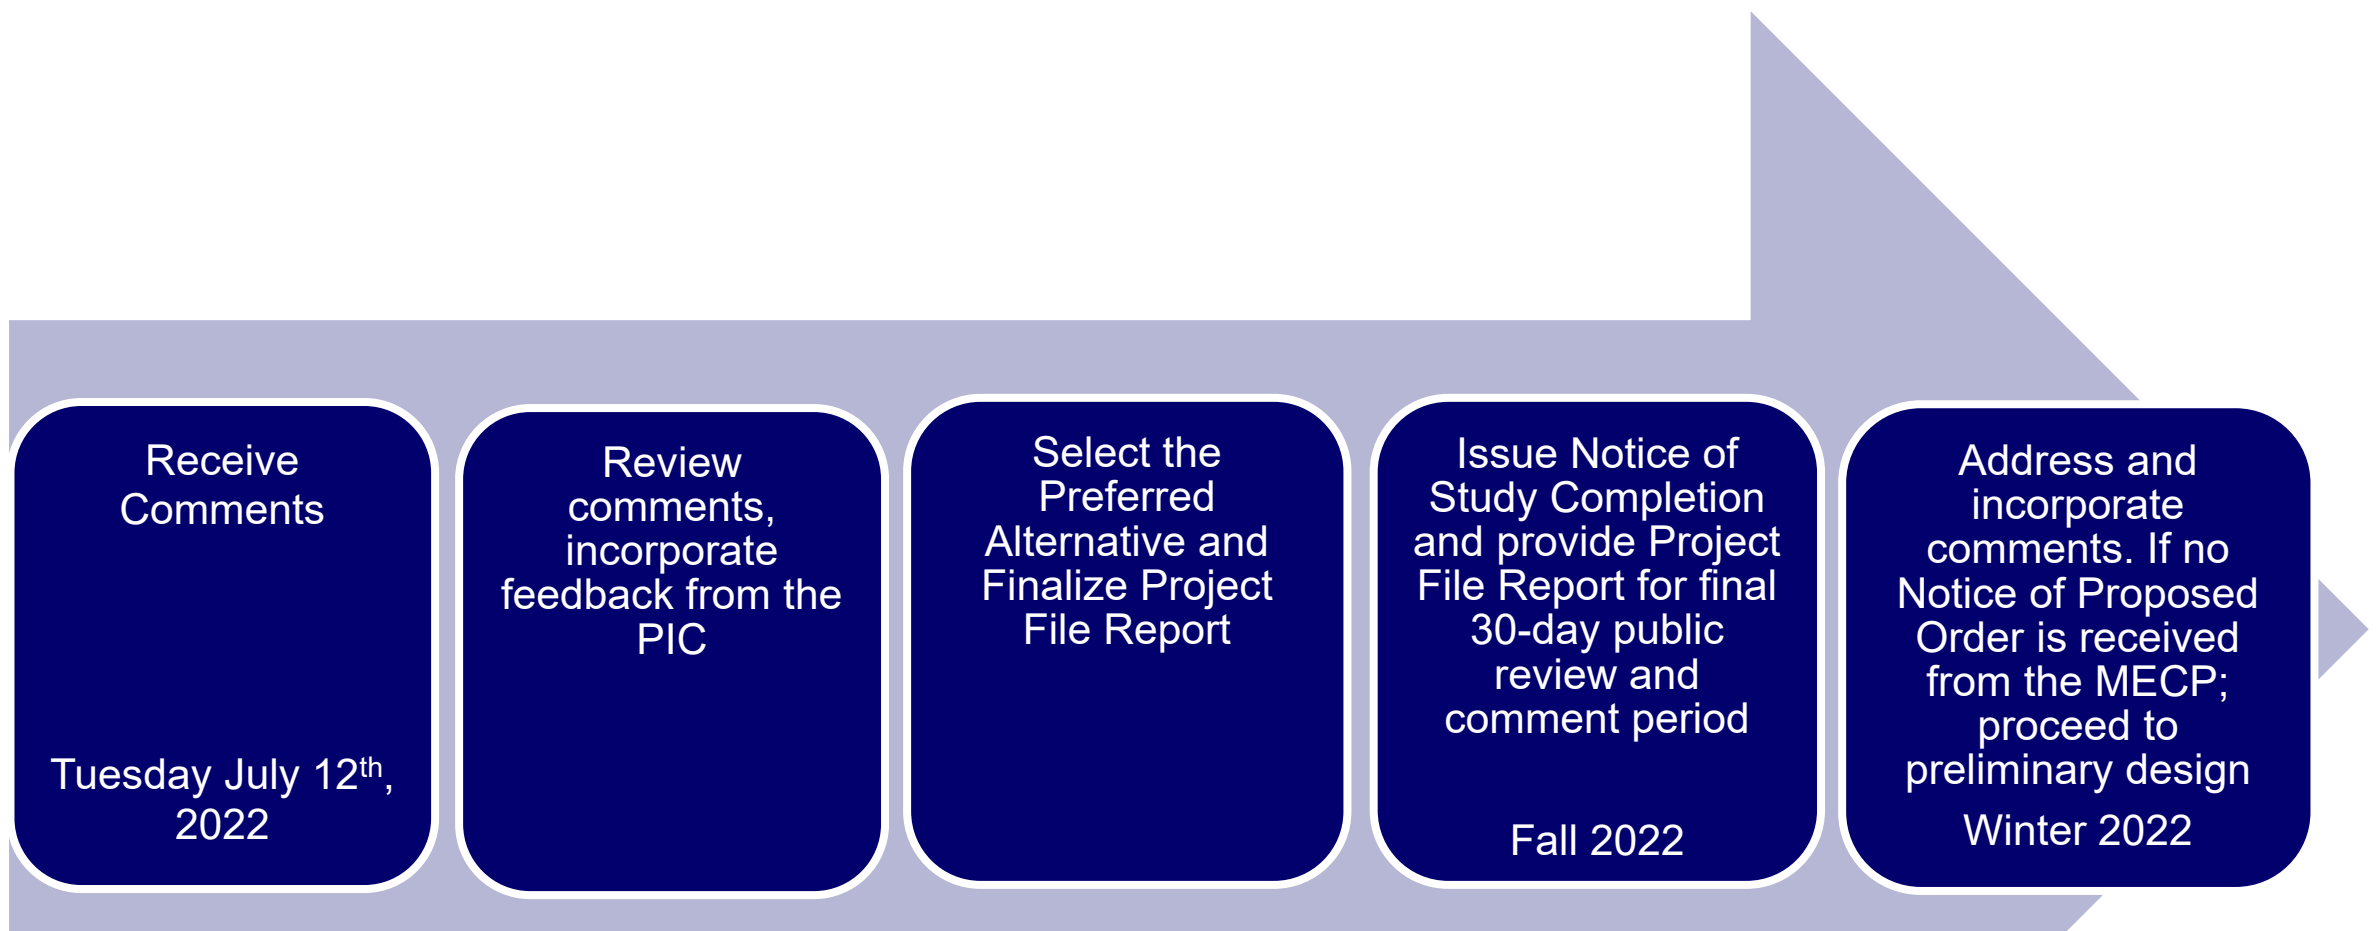 Receive
Comments
Tuesday July 12th,
2022
Review
comments,
incorporate
feedback from the
PIC
Select the
Preferred
Alternative and
Finalize Project
File Report
Issue Notice of
Study Completion
and provide Project
File Report for final
30-day public
review and
comment period
Fall 2022
Address and
incorporate
comments. If no
Notice of Proposed
Order is received
from the MECP;
proceed to
preliminary design
Winter 2022